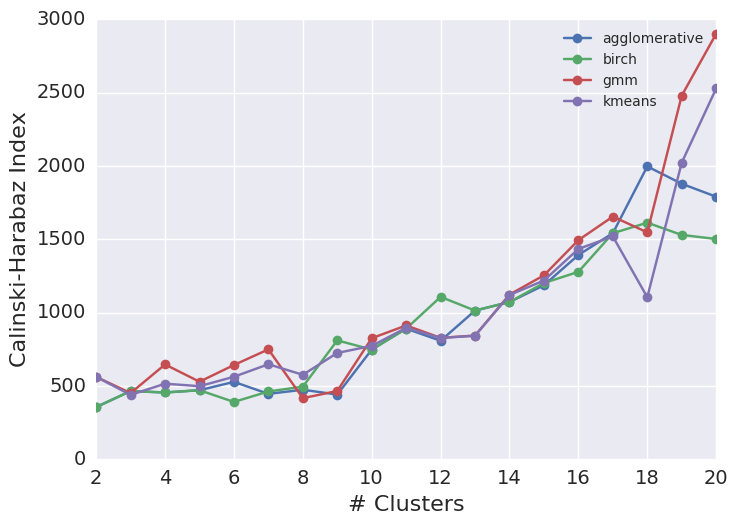 3000
2500
2000
1500
1000
500
0
Calinski-Harabaz Index
agglomerative
birch
gmm
kmeans
2 4 6 8 10 12 14 16 18 20
# Clusters